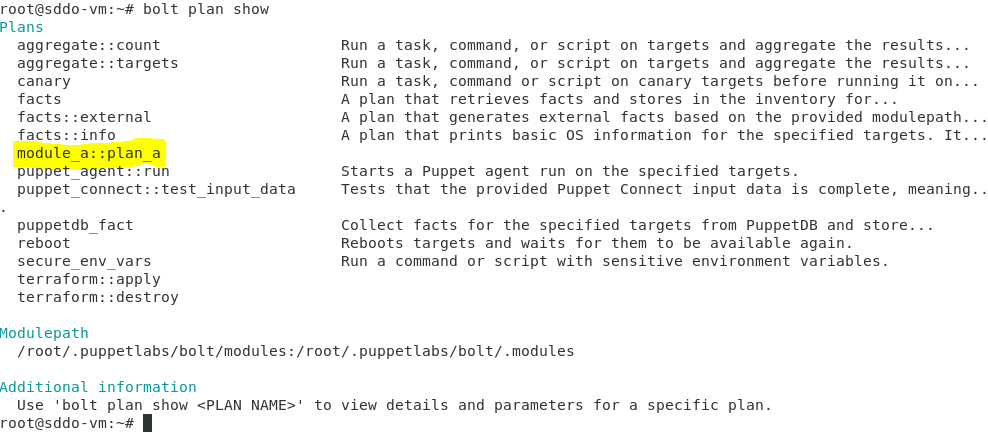 root@sddo-vm:~# bolt plan show
Plans
  aggregate::count                    Run a task, command, or script on targets and aggregate the results...
  aggregate::targets                  Run a task, command, or script on targets and aggregate the results...
  canary                              Run a task, command or script on canary targets before running it on...
  facts                               A plan that retrieves facts and stores in the inventory for...
  facts::external                     A plan that generates external facts based on the provided modulepath...
  facts::info                         A plan that prints basic OS information for the specified targets. It...
  module_a::plan_a
  puppet_agent::run                   Starts a Puppet agent run on the specified targets.
  puppet_connect::test_input_data     Tests that the provided Puppet Connect input data is complete, meaning..
.
  puppetdb_fact                       Collect facts for the specified targets from PuppetDB and store...
  reboot                              Reboots targets and waits for them to be available again.
  secure_env_vars                     Run a command or script with sensitive environment variables.
  terraform::apply
  terraform::destroy

Modulepath
  /root/.puppetlabs/bolt/modules:/root/.puppetlabs/bolt/.modules

Additional information
  Use 'bolt plan show <PLAN NAME>' to view details and parameters for a specific plan.
root@sddo-vm:~#